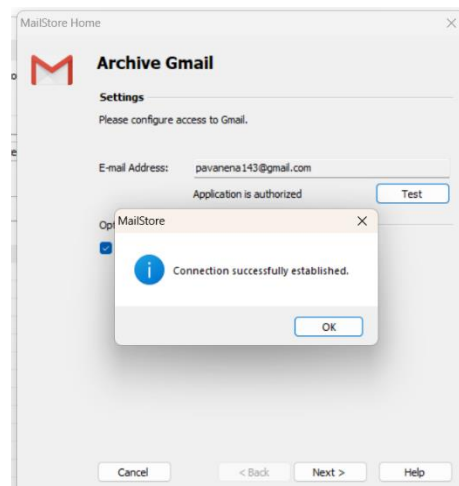 MailStore Home
Archive Gmail
Settings
Please configure access to Gmail.
E-mail Address: pavanena143@gmail.com
Application is authorized Test
Opt
MailStore
Connection successfully established.
OK
Cancel < Back Next > Help